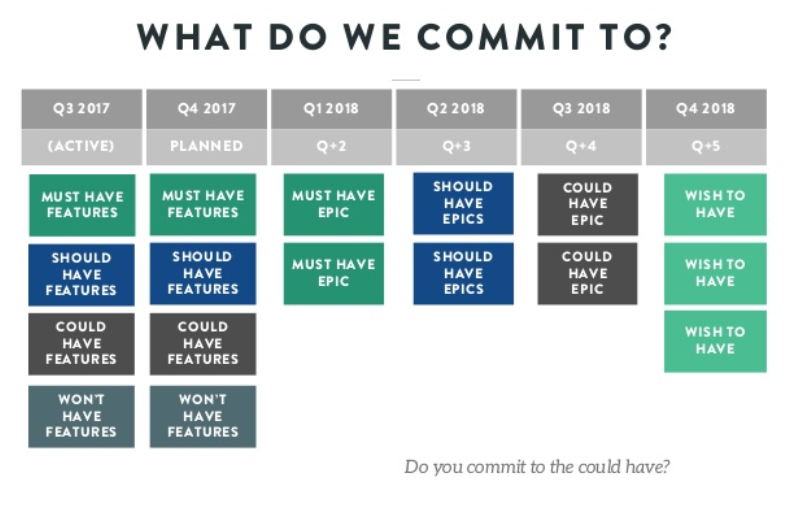 WHAT DO WE COMMIT TO?
Q3 2017
Q4 2017
Q1 2018
Q2 2018
Q3 2018
Q4 2018
(ACTIVE)
PLANNED
Q+2
Q+3
Q+4
Q+5
MUST HAVE
FEATURES
MUST HAVE
FEATURES
MUST HAVE
EPIC
SHOULD
HAVE
EPICS
COULD
HAVE
EPIC
WISH TO
HAVE
SHOULD
HAVE
FEATURES
SHOULD
HAVE
FEATURES
MUST HAVE
EPIC
SHOULD
HAVE
EPICS
COULD
HAVE
EPIC
WISH TO
HAVE
COULD
HAVE
FEATURES
COULD
HAVE
FEATURES
WISH TO
HAVE
WON'T
HAVE
FEATURES
WON'T
HAVE
FEATURES
Do you commit to the could have?